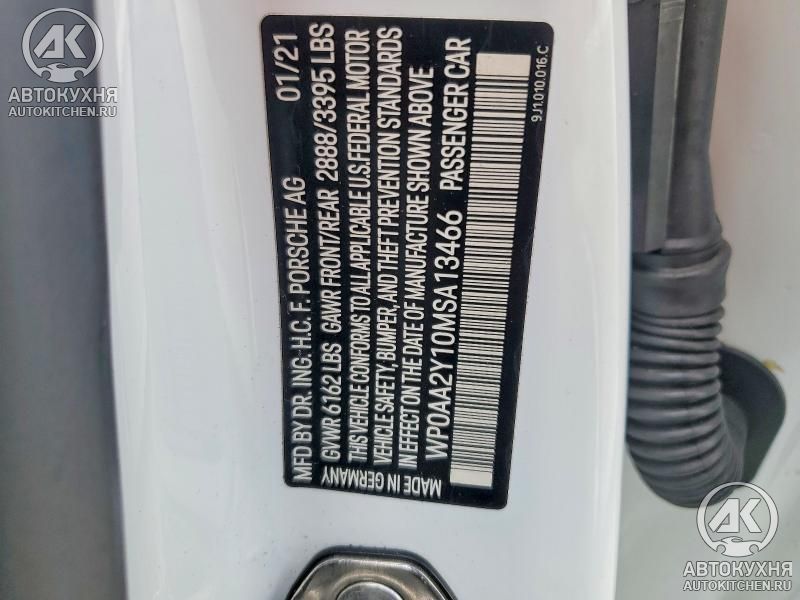 MFD BY DR. ING. H.C. F. PORSCHE AG 01/21
GVWR 6162 LBS GAWR FRONT/REAR 2888/3395 LBS
THIS VEHICLE CONFORMS TO ALL APPLICABLE U.S.FEDERAL MOTOR
VEHICLE SAFETY, BUMPER, AND THEFT PREVENTION STANDARDS
IN EFFECT ON THE DATE OF MANUFACTURE SHOWN ABOVE.
WP0AA2Y10MSA13466 PASSENGER CAR
MADE IN GERMANY
9J1.010.016.C
AK
АВТОКУХНЯ
AUTOKITCHEN.RU
AK
АВТОКУХНЯ
AUTOKITCHEN.RU